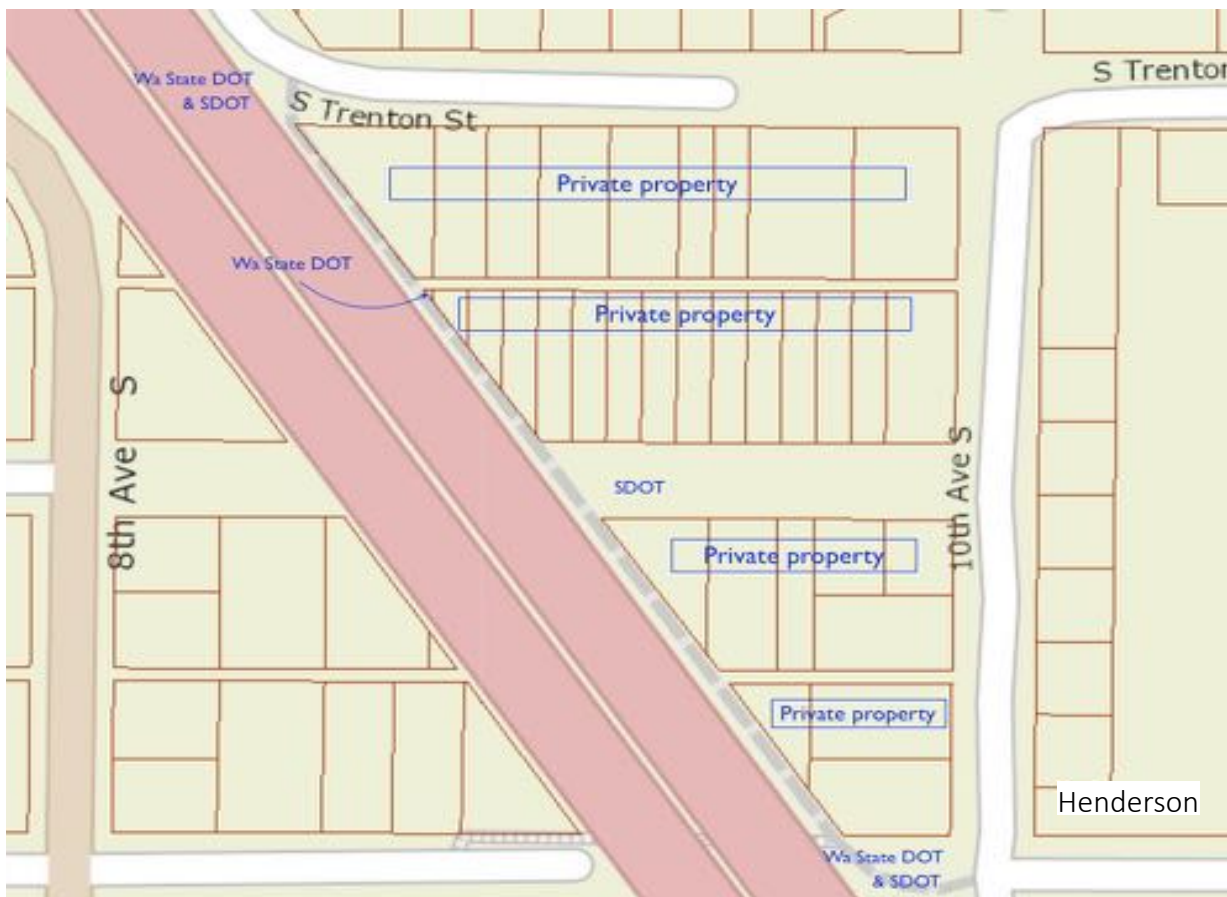 S Trenton
Wa State DOT
& SDOT
S Trenton St
Private property
Wa State DOT
Private property
8th Ave S
SDOT
10th Ave S
Private property
Private property
Henderson
Wa State DOT
& SDOT